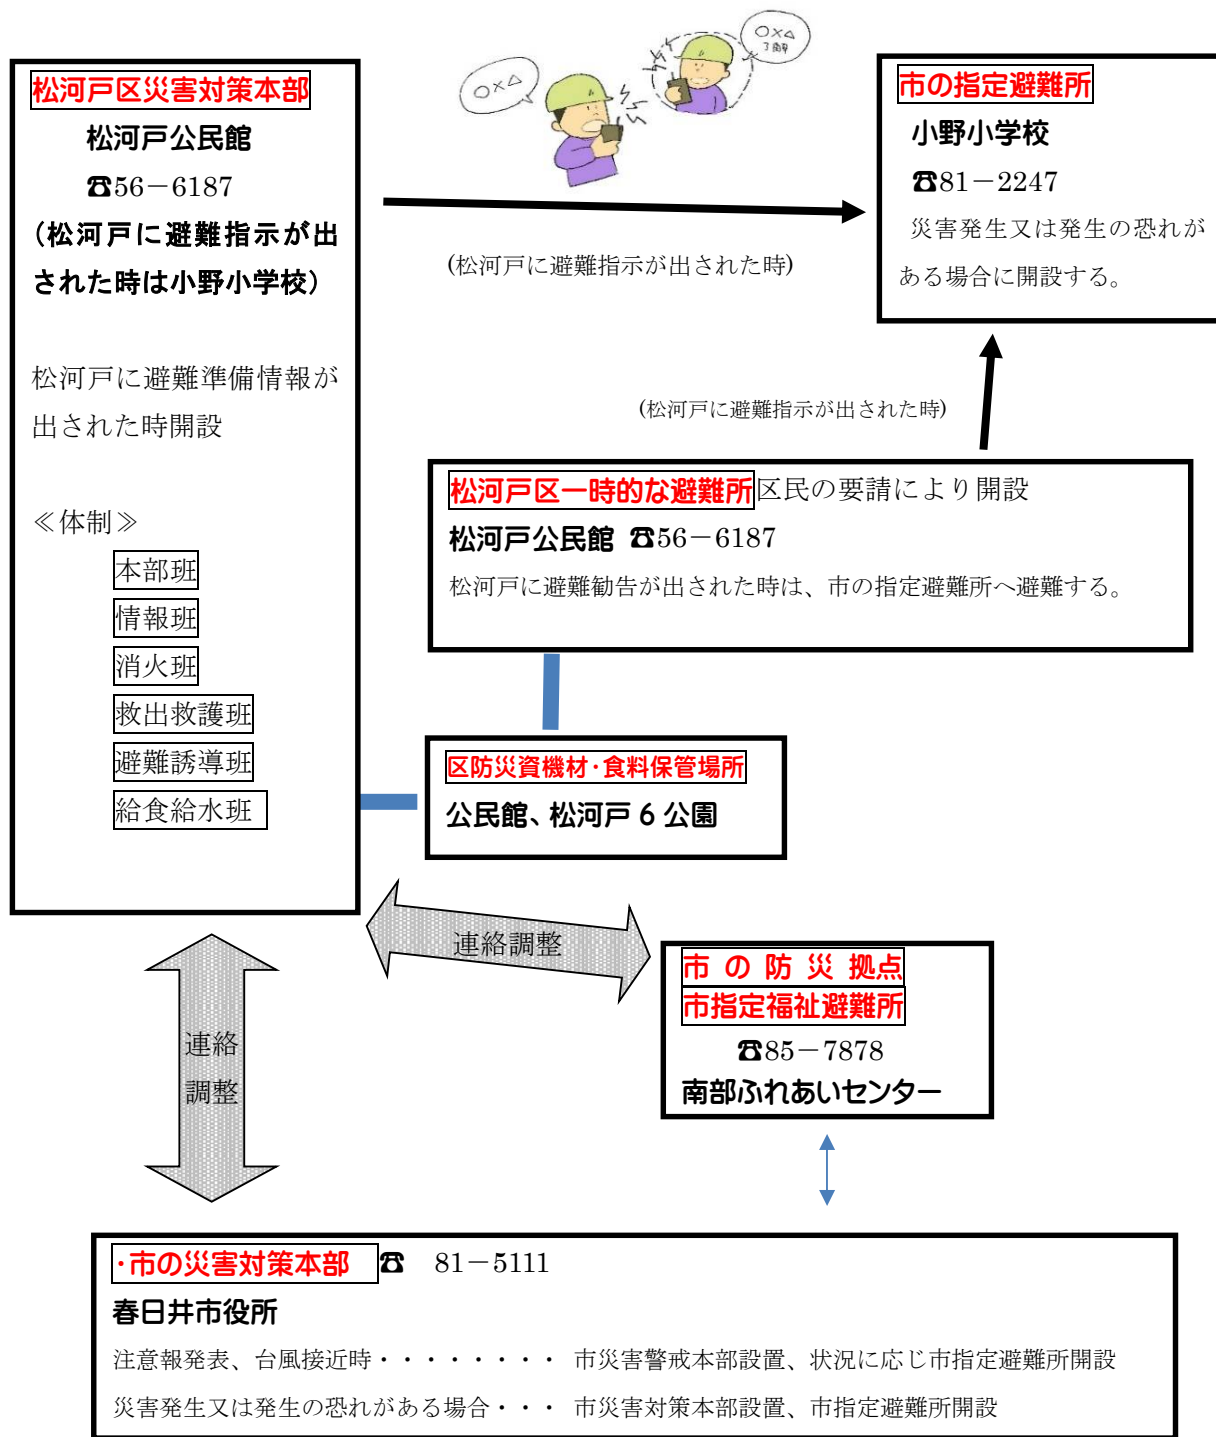 ○×△
○×△
了解
松河戸区災害対策本部
松河戸公民館
☎56－6187
（松河戸に避難指示が出
された時は小野小学校）
松河戸に避難準備情報が
出された時開設
≪体制≫
本部班
情報班
消火班
救出救護班
避難誘導班
給食給水班
(松河戸に避難指示が出された時)
市の指定避難所
小野小学校
☎81－2247
災害発生又は発生の恐れが
ある場合に開設する。
(松河戸に避難指示が出された時)
松河戸区一時的な避難所区民の要請により開設
松河戸公民館 ☎56－6187
松河戸に避難勧告が出された時は、市の指定避難所へ避難する。
区防災資機材・食料保管場所
公民館、松河戸６公園
連絡調整
連絡
調整
市の防災拠点
市指定福祉避難所
☎85－7878
南部ふれあいセンター
・市の災害対策本部 ☎ 81－5111
春日井市役所
注意報発表、台風接近時・・・・・・・・ 市災害警戒本部設置、状況に応じ市指定避難所開設
災害発生又は発生の恐れがある場合・・・ 市災害対策本部設置、市指定避難所開設